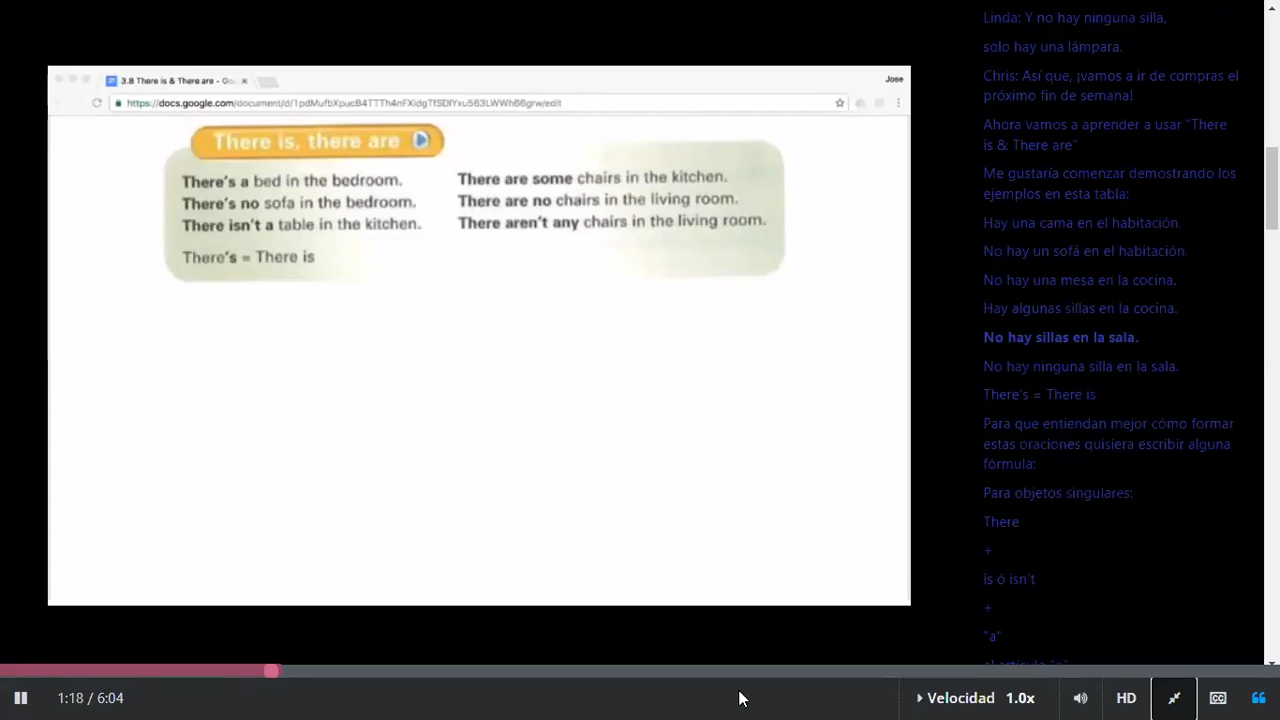 3.8 There is & There are - Go
Jose
https://docs.google.com/document/d/1pdMufbXpucB4TTTh4nFXidgTfSDIYxu563LWWh66grw/edit
There is, there are
There's a bed in the bedroom.
There's no sofa in the bedroom.
There isn't a table in the kitchen.
There's = There is
There are some chairs in the kitchen.
There are no chairs in the living room.
There aren't any chairs in the living room.
Linda: Y no hay ninguna silla,
solo hay una lámpara.
Chris: Así que, ¡vamos a ir de compras el
próximo fin de semana!
Ahora vamos a aprender a usar "There
is & There are"
Me gustaría comenzar demostrando los
ejemplos en esta tabla:
Hay una cama en el habitación.
No hay un sofá en el habitación.
No hay una mesa en la cocina.
Hay algunas sillas en la cocina.
No hay sillas en la sala.
No hay ninguna silla en la sala.
There's = There is
Para que entiendan mejor cómo formar
estas oraciones quisiera escribír alguna
fórmula:
Para objetos singulares:
There
+
is ó isn't
+
"a"
el artículo "a"
1:18 / 6:04
Velocidad 1.0x
HD
CC